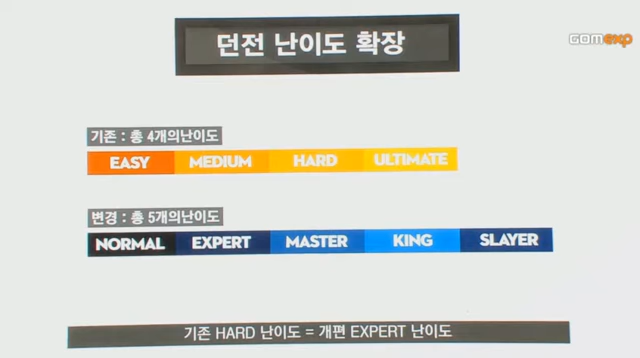 던전 난이도 확장
GOMexp
기존 : 총 4개의난이도
EASY MEDIUM HARD ULTIMATE
변경 : 총 5개의난이도
NORMAL EXPERT MASTER KING SLAYER
기존 HARD 난이도 = 개편 EXPERT 난이도